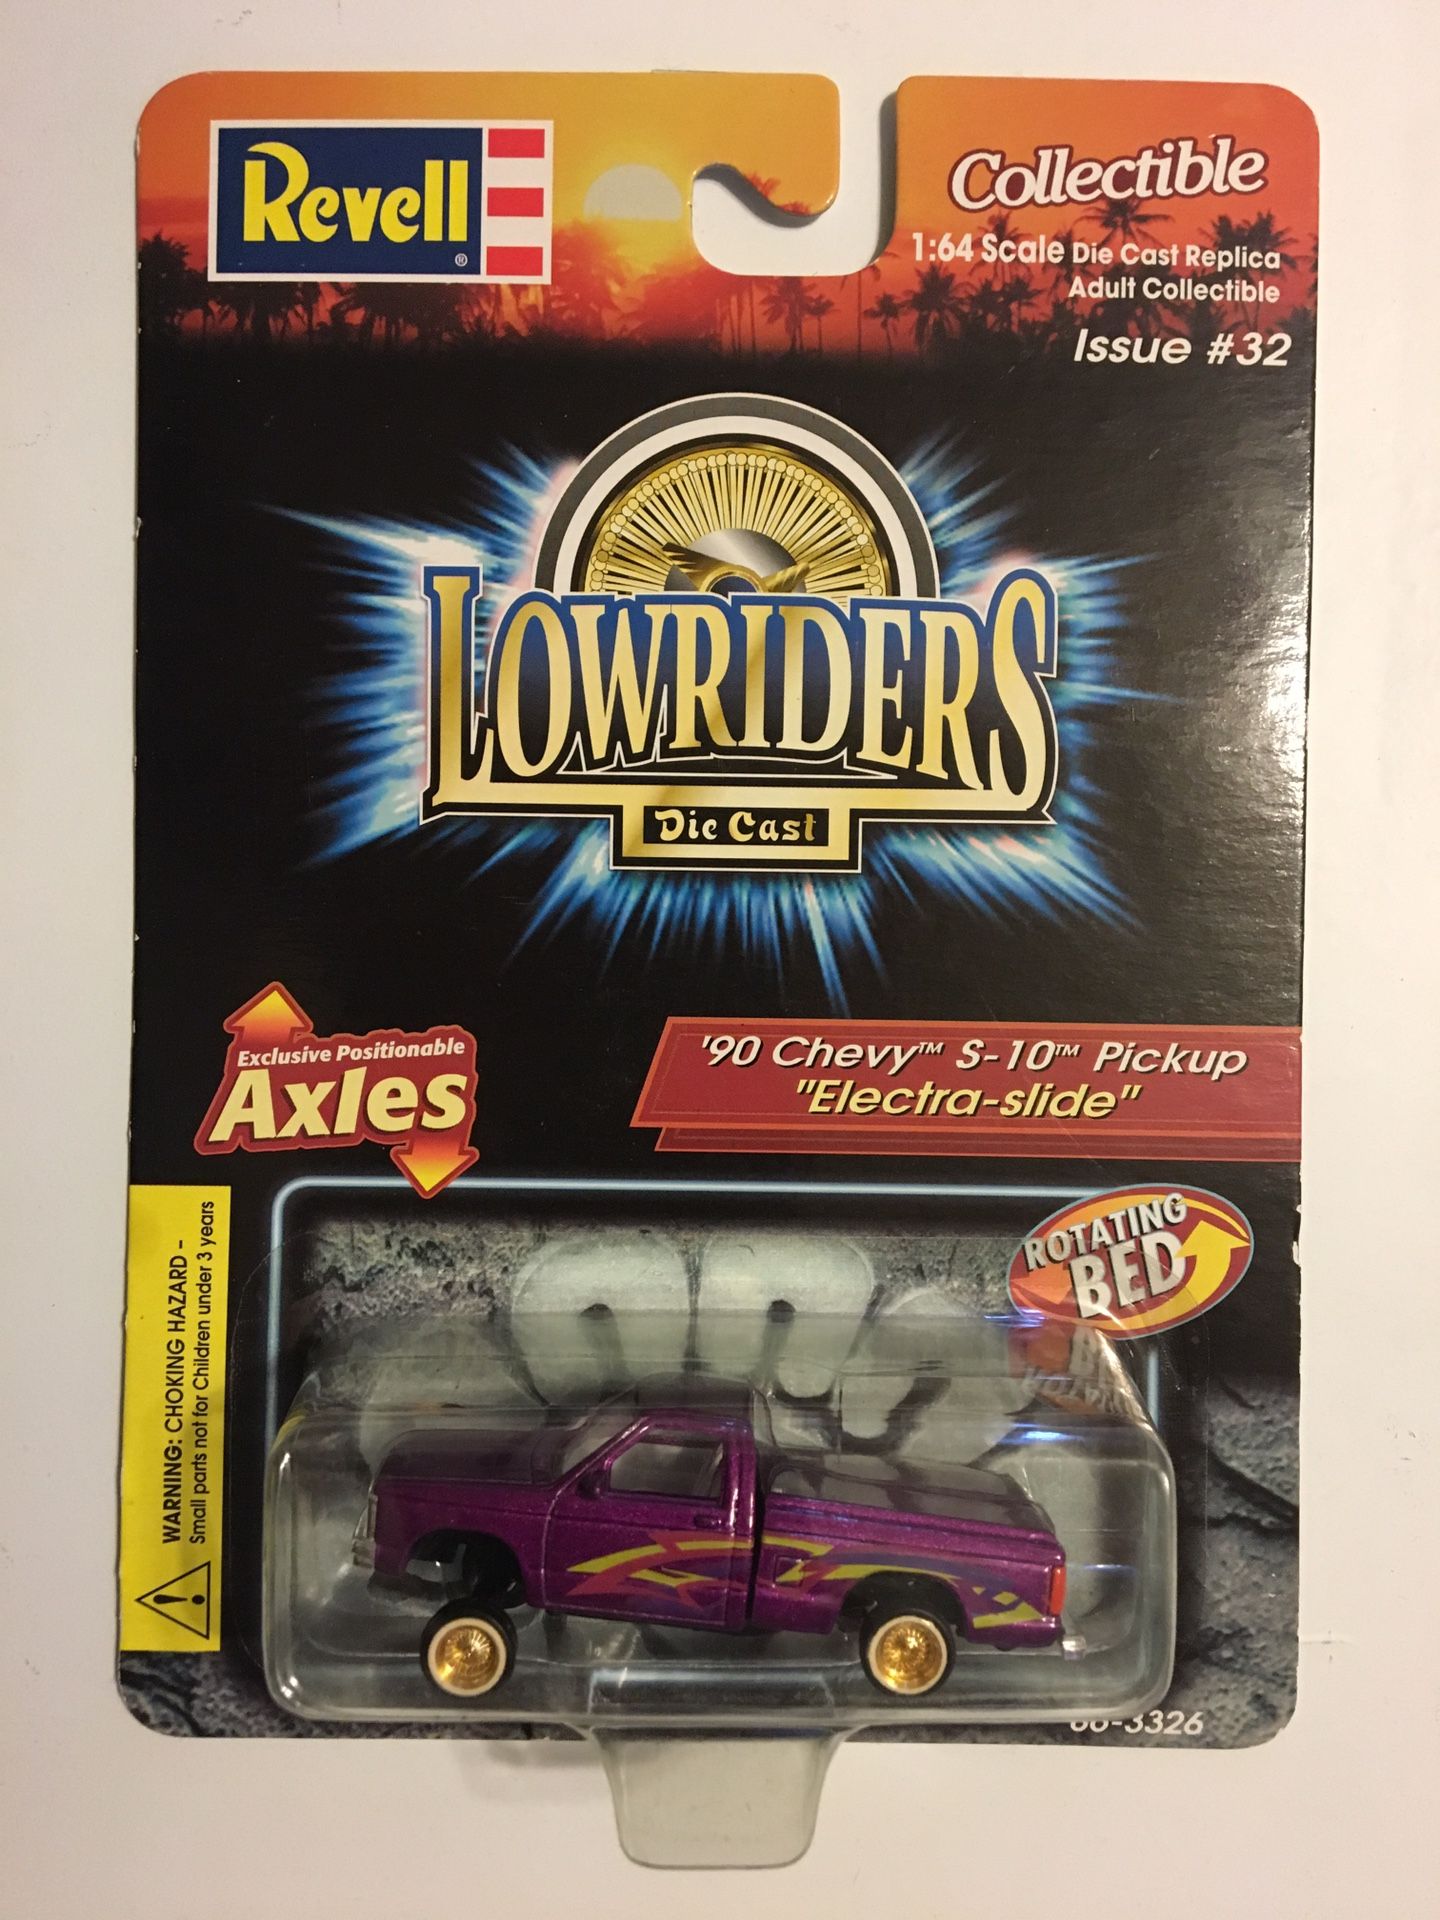 Revell
®
Collectible
1:64 Scale Die Cast Replica
Adult Collectible
Issue #32
LOWRIDERS
Die Cast
Exclusive Positionable
Axles
'90 Chevy™ S-10™ Pickup
"Electra-slide"
ROTATING
BED
WARNING: CHOKING HAZARD -
Small parts not for Children under 3 years
-3326